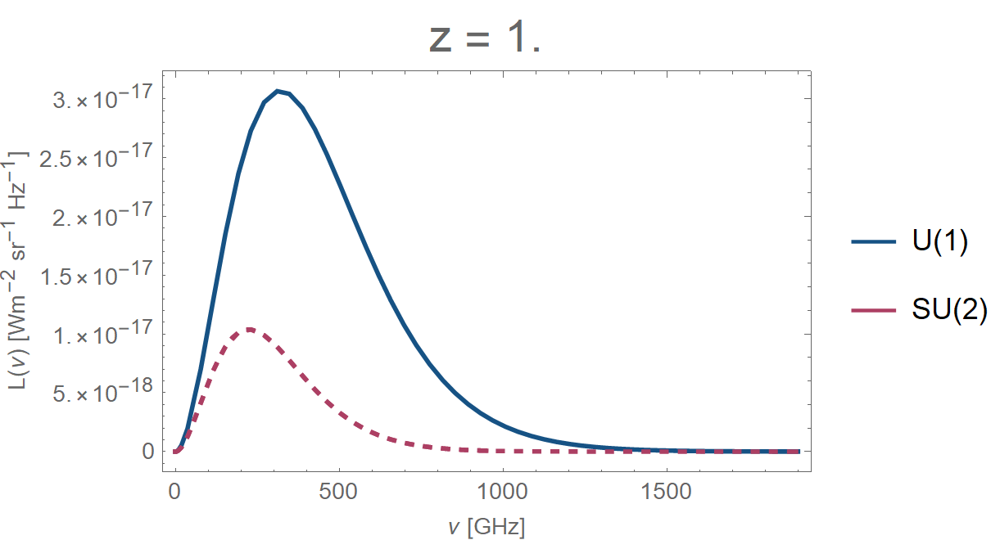 z = 1.
L(ν) [Wm⁻² sr⁻¹ Hz⁻¹]
3.×10⁻¹⁷
2.5×10⁻¹⁷
2.×10⁻¹⁷
1.5×10⁻¹⁷
1.×10⁻¹⁷
5.×10⁻¹⁸
0
0 500 1000 1500
ν [GHz]
U(1)
SU(2)